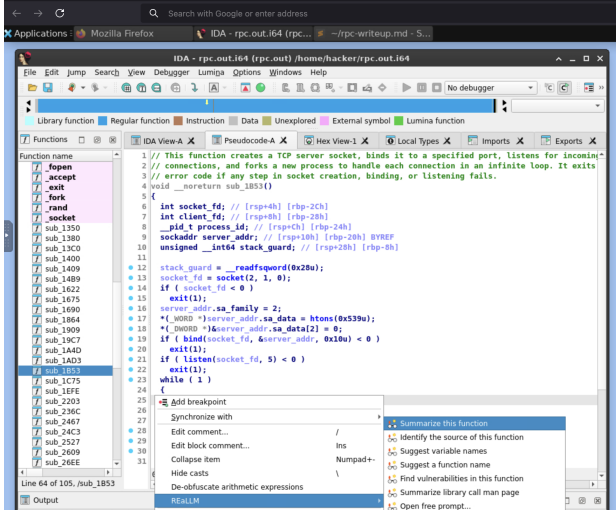 Search with Google or enter address
Applications
Mozilla Firefox
IDA - rpc.out.i64 (rpc...
~/rpc-writeup.md - S...
IDA - rpc.out.i64 (rpc.out) /home/hacker/rpc.out.i64
File Edit Jump Search View Debugger Lumina Options Windows Help
No debugger
Library function Regular function Instruction Data Unexplored External symbol Lumina function
Functions
IDA View-A Pseudocode-A Hex View-1 Local Types Imports Exports
Function name
_fopen
_accept
_exit
_fork
_rand
_socket
sub_1350
sub_1380
sub_13C0
sub_1400
sub_1409
sub_14B9
sub_1622
sub_1675
sub_1690
sub_1864
sub_1909
sub_19C7
sub_1A4D
sub_1AD3
sub_1B53
sub_1C75
sub_1EFE
sub_2203
sub_236C
sub_2467
sub_24C3
sub_2527
sub_2609
sub_26EE
Line 64 of 105, /sub_1B53
Output
1 // This function creates a TCP server socket, binds it to a specified port, listens for incoming
2 // connections, and forks a new process to handle each connection in an infinite loop. It exits
3 // error code if any step in socket creation, binding, or listening fails.
4 void __noreturn sub_1B53()
5 {
6 int socket_fd; // [rsp+4h] [rbp-2Ch]
7 int client_fd; // [rsp+8h] [rbp-28h]
8 __pid_t process_id; // [rsp+Ch] [rbp-24h]
9 sockaddr server_addr; // [rsp+10h] [rbp-20h] BYREF
10 unsigned __int64 stack_guard; // [rsp+28h] [rbp-8h]
11
12 stack_guard = __readfsqword(0x28u);
13 socket_fd = socket(2, 1, 0);
14 if ( socket_fd < 0 )
15 exit(1);
16 server_addr.sa_family = 2;
17 *(_WORD *)server_addr.sa_data = htons(0x539u);
18 *(_DWORD *)&server_addr.sa_data[2] = 0;
19 if ( bind(socket_fd, &server_addr, 0x10u) < 0 )
20 exit(1);
21 if ( listen(socket_fd, 5) < 0 )
22 exit(1);
23 while ( 1 )
24 {
25
26
27
28
29
30
31
Add breakpoint
Synchronize with
Edit comment... /
Edit block comment... Ins
Collapse item Numpad+-
Hide casts \
De-obfuscate arithmetic expressions
REaLLM
Summarize this function
Identify the source of this function
Suggest variable names
Suggest a function name
Find vulnerabilities in this function
Summarize library call man page
Open free prompt...